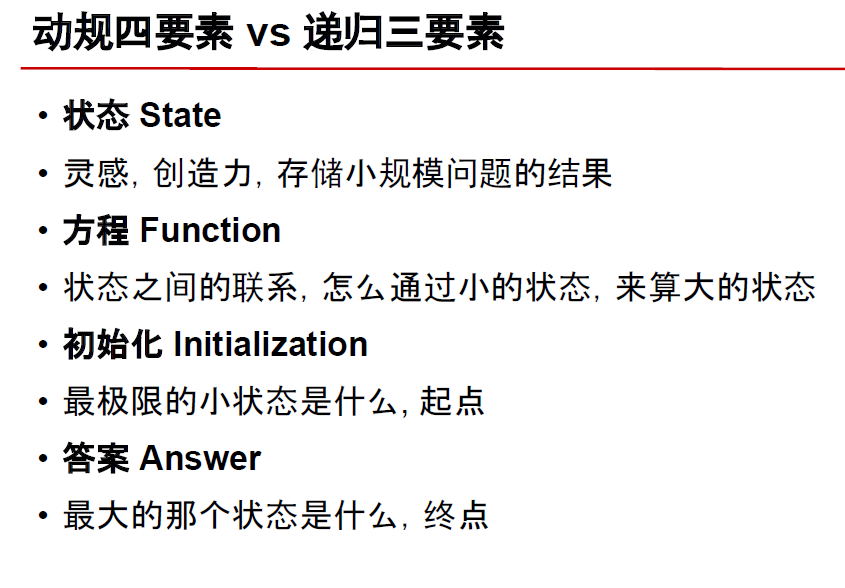 动规四要素 vs 递归三要素
• 状态 State
• 灵感, 创造力, 存储小规模问题的结果
• 方程 Function
• 状态之间的联系, 怎么通过小的状态, 来算大的状态
• 初始化 Initialization
• 最极限的小状态是什么, 起点
• 答案 Answer
• 最大的那个状态是什么, 终点